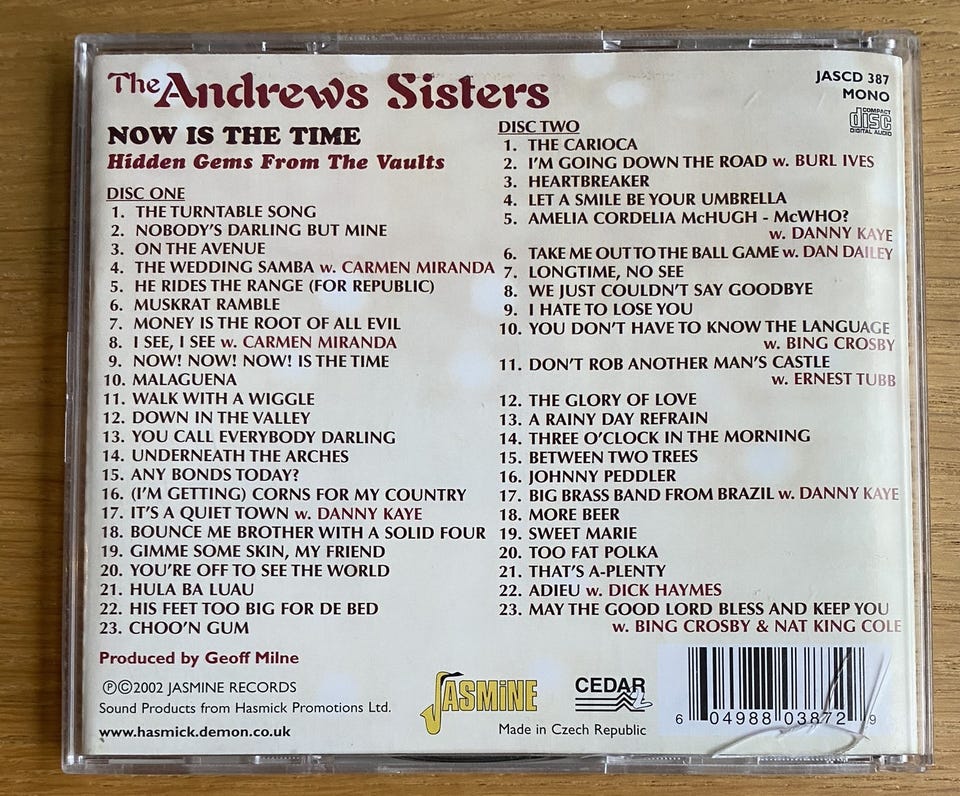 The Andrews Sisters
NOW IS THE TIME
Hidden Gems From The Vaults
DISC ONE
1. THE TURNTABLE SONG
2. NOBODY'S DARLING BUT MINE
3. ON THE AVENUE
4. THE WEDDING SAMBA w. CARMEN MIRANDA
5. HE RIDES THE RANGE (FOR REPUBLIC)
6. MUSKRAT RAMBLE
7. MONEY IS THE ROOT OF ALL EVIL
8. I SEE, I SEE w. CARMEN MIRANDA
9. NOW! NOW! NOW! IS THE TIME
10. MALAGUENA
11. WALK WITH A WIGGLE
12. DOWN IN THE VALLEY
13. YOU CALL EVERYBODY DARLING
14. UNDERNEATH THE ARCHES
15. ANY BONDS TODAY?
16. (I'M GETTING) CORNS FOR MY COUNTRY
17. IT'S A QUIET TOWN w. DANNY KAYE
18. BOUNCE ME BROTHER WITH A SOLID FOUR
19. GIMME SOME SKIN, MY FRIEND
20. YOU'RE OFF TO SEE THE WORLD
21. HULA BA LUAU
22. HIS FEET TOO BIG FOR DE BED
23. CHOO'N GUM
Produced by Geoff Milne
℗©2002 JASMINE RECORDS
Sound Products from Hasmick Promotions Ltd.
www.hasmick.demon.co.uk
JASCD 387
MONO
COMPACT
disc
DIGITAL AUDIO
DISC TWO
1. THE CARIOCA
2. I'M GOING DOWN THE ROAD w. BURL IVES
3. HEARTBREAKER
4. LET A SMILE BE YOUR UMBRELLA
5. AMELIA CORDELIA McHUGH - McWHO?
w. DANNY KAYE
6. TAKE ME OUT TO THE BALL GAME w. DAN DAILEY
7. LONGTIME, NO SEE
8. WE JUST COULDN'T SAY GOODBYE
9. I HATE TO LOSE YOU
10. YOU DON'T HAVE TO KNOW THE LANGUAGE
w. BING CROSBY
11. DON'T ROB ANOTHER MAN'S CASTLE
w. ERNEST TUBB
12. THE GLORY OF LOVE
13. A RAINY DAY REFRAIN
14. THREE O'CLOCK IN THE MORNING
15. BETWEEN TWO TREES
16. JOHNNY PEDDLER
17. BIG BRASS BAND FROM BRAZIL w. DANNY KAYE
18. MORE BEER
19. SWEET MARIE
20. TOO FAT POLKA
21. THAT'S A-PLENTY
22. ADIEU w. DICK HAYMES
23. MAY THE GOOD LORD BLESS AND KEEP YOU
w. BING CROSBY & NAT KING COLE
JASMiNE
CEDAR 2
Made in Czech Republic
6 04988 03872 9